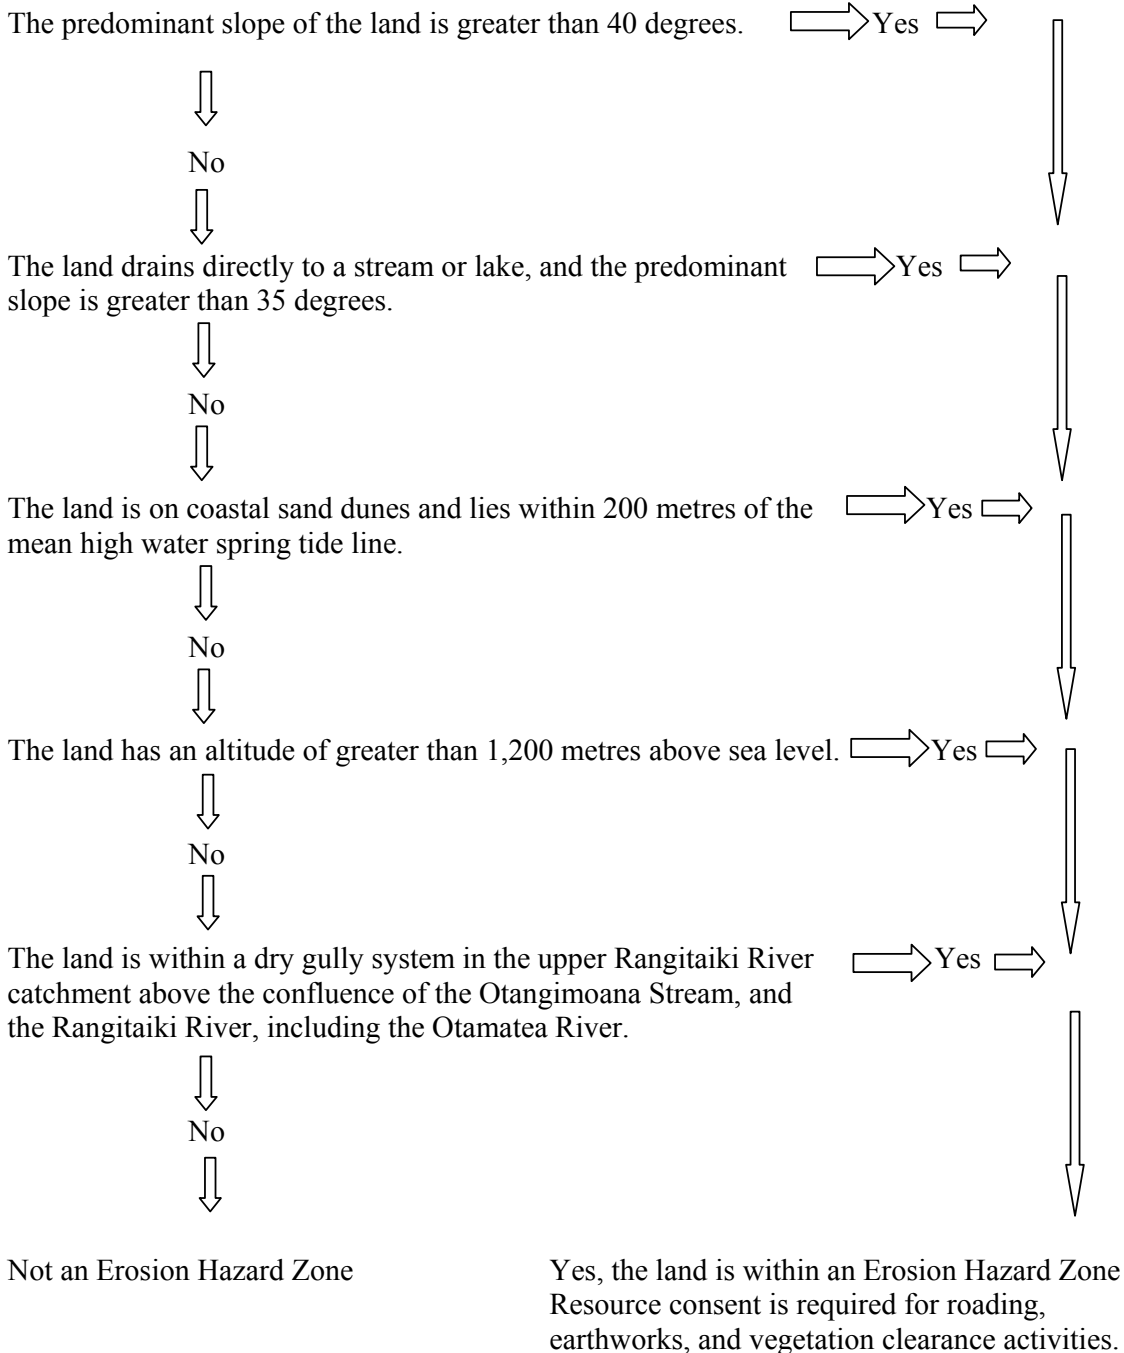 The predominant slope of the land is greater than 40 degrees. Yes
No
The land drains directly to a stream or lake, and the predominant Yes
slope is greater than 35 degrees.
No
The land is on coastal sand dunes and lies within 200 metres of the Yes
mean high water spring tide line.
No
The land has an altitude of greater than 1,200 metres above sea level. Yes
No
The land is within a dry gully system in the upper Rangitaiki River Yes
catchment above the confluence of the Otangimoana Stream, and
the Rangitaiki River, including the Otamatea River.
No
Not an Erosion Hazard Zone
Yes, the land is within an Erosion Hazard Zone
Resource consent is required for roading,
earthworks, and vegetation clearance activities.